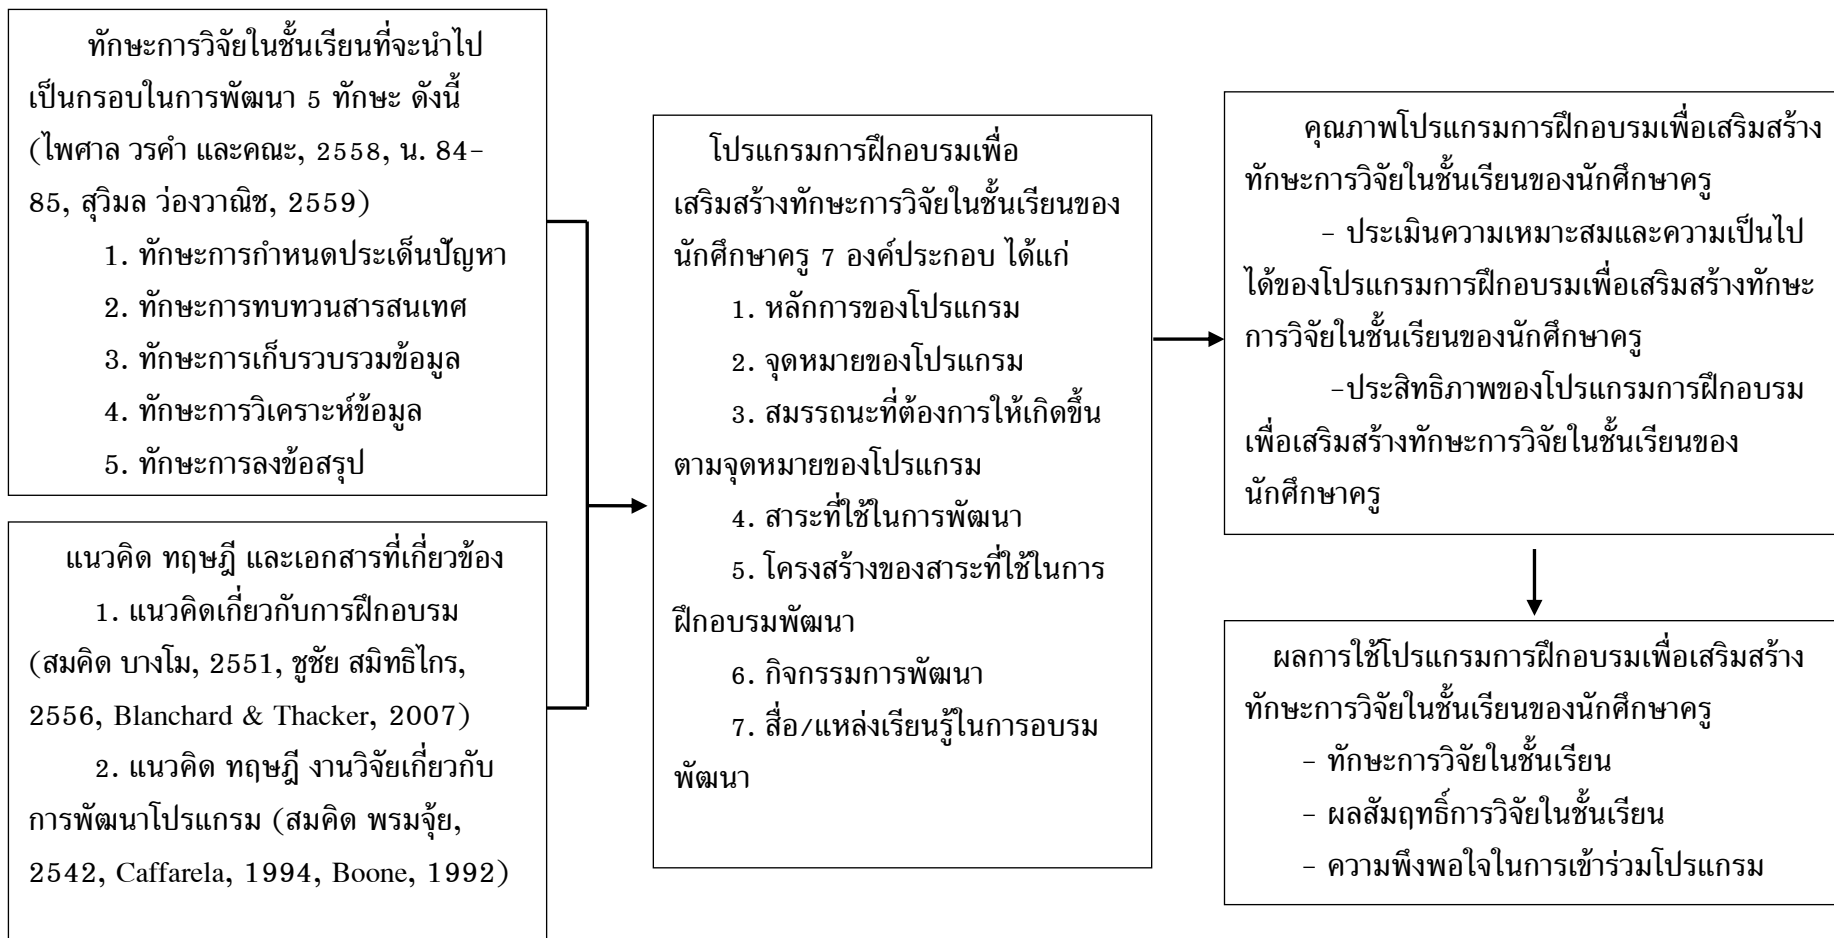 ทักษะการวิจัยในชั้นเรียนที่จะนำไป
เป็นกรอบในการพัฒนา 5 ทักษะ ดังนี้
(ไพศาล วรคำ และคณะ, 2558, น. 84-
85, สุวิมล ว่องวาณิช, 2559)
1. ทักษะการกำหนดประเด็นปัญหา
2. ทักษะการทบทวนสารสนเทศ
3. ทักษะการเก็บรวบรวมข้อมูล
4. ทักษะการวิเคราะห์ข้อมูล
5. ทักษะการลงข้อสรุป
แนวคิด ทฤษฎี และเอกสารที่เกี่ยวข้อง
1. แนวคิดเกี่ยวกับการฝึกอบรม
(สมคิด บางโม, 2551, ชูชัย สมิทธิไกร,
2556, Blanchard & Thacker, 2007)
2. แนวคิด ทฤษฎี งานวิจัยเกี่ยวกับ
การพัฒนาโปรแกรม (สมคิด พรมจุ้ย,
2542, Caffarela, 1994, Boone, 1992)
โปรแกรมการฝึกอบรมเพื่อ
เสริมสร้างทักษะการวิจัยในชั้นเรียนของ
นักศึกษาครู 7 องค์ประกอบ ได้แก่
1. หลักการของโปรแกรม
2. จุดหมายของโปรแกรม
3. สมรรถนะที่ต้องการให้เกิดขึ้น
ตามจุดหมายของโปรแกรม
4. สาระที่ใช้ในการพัฒนา
5. โครงสร้างของสาระที่ใช้ในการ
ฝึกอบรมพัฒนา
6. กิจกรรมการพัฒนา
7. สื่อ/แหล่งเรียนรู้ในการอบรม
พัฒนา
คุณภาพโปรแกรมการฝึกอบรมเพื่อเสริมสร้าง
ทักษะการวิจัยในชั้นเรียนของนักศึกษาครู
- ประเมินความเหมาะสมและความเป็นไป
ได้ของโปรแกรมการฝึกอบรมเพื่อเสริมสร้างทักษะ
การวิจัยในชั้นเรียนของนักศึกษาครู
-ประสิทธิภาพของโปรแกรมการฝึกอบรม
เพื่อเสริมสร้างทักษะการวิจัยในชั้นเรียนของ
นักศึกษาครู
ผลการใช้โปรแกรมการฝึกอบรมเพื่อเสริมสร้าง
ทักษะการวิจัยในชั้นเรียนของนักศึกษาครู
- ทักษะการวิจัยในชั้นเรียน
- ผลสัมฤทธิ์การวิจัยในชั้นเรียน
- ความพึงพอใจในการเข้าร่วมโปรแกรม